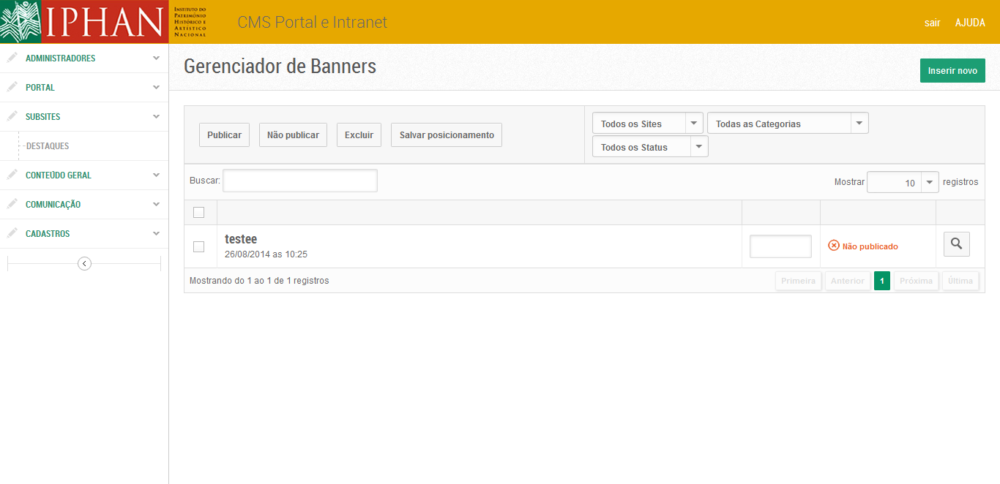 IPHAN
INSTITUTO DO
PATRIMÔNIO
HISTÓRICO E
ARTÍSTICO
NACIONAL
CMS Portal e Intranet
sair AJUDA
ADMINISTRADORES
PORTAL
SUBSITES
DESTAQUES
CONTEÚDO GERAL
COMUNICAÇÃO
CADASTROS
Gerenciador de Banners
Inserir novo
Publicar Não publicar Excluir Salvar posicionamento
Todos os Sites Todas as Categorias
Todos os Status
Buscar: Mostrar 10 registros
testee
26/08/2014 as 10:25
Não publicado
Mostrando do 1 ao 1 de 1 registros
Primeira Anterior 1 Próxima Última